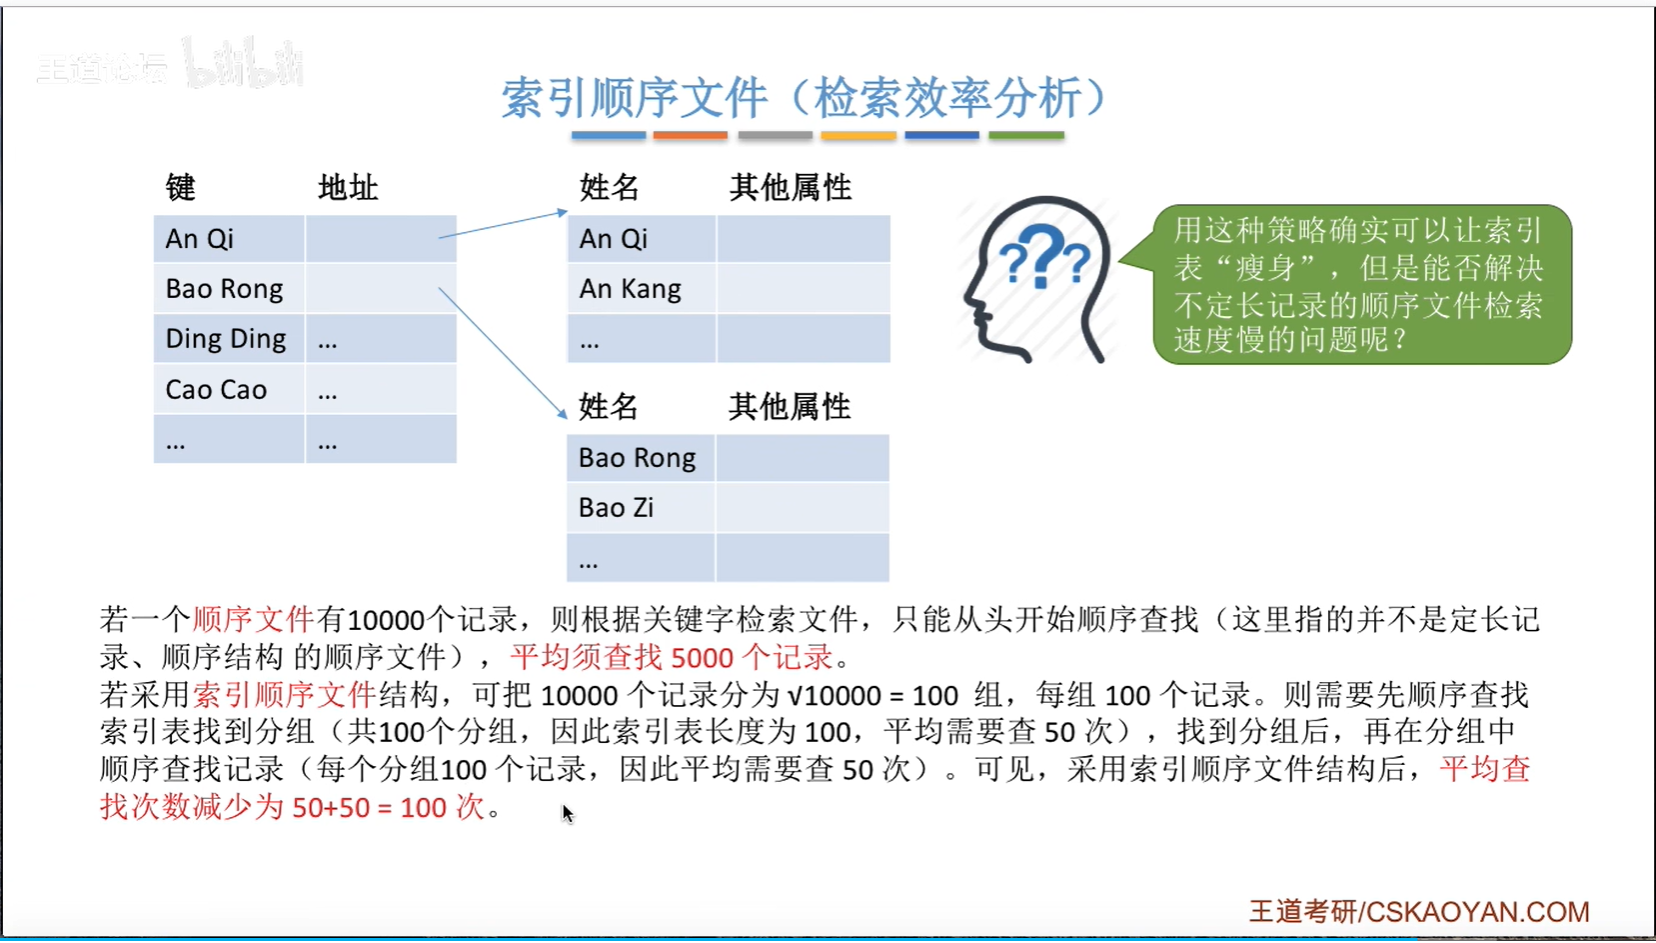 王道论坛 bilibili
索引顺序文件（检索效率分析）
键 地址
An Qi
Bao Rong
Ding Ding ...
Cao Cao ...
... ...
姓名 其他属性
An Qi
An Kang
...
姓名 其他属性
Bao Rong
Bao Zi
...
???
用这种策略确实可以让索引
表“瘦身”，但是能否解决
不定长记录的顺序文件检索
速度慢的问题呢？
若一个顺序文件有10000个记录，则根据关键字检索文件，只能从头开始顺序查找（这里指的并不是定长记
录、顺序结构 的顺序文件），平均须查找 5000 个记录。
若采用索引顺序文件结构，可把 10000 个记录分为 √10000 = 100 组，每组 100 个记录。则需要先顺序查找
索引表找到分组（共100个分组，因此索引表长度为 100，平均需要查 50 次），找到分组后，再在分组中
顺序查找记录（每个分组100 个记录，因此平均需要查 50 次）。可见，采用索引顺序文件结构后，平均查
找次数减少为 50+50 = 100 次。
王道考研/CSKAOYAN.COM